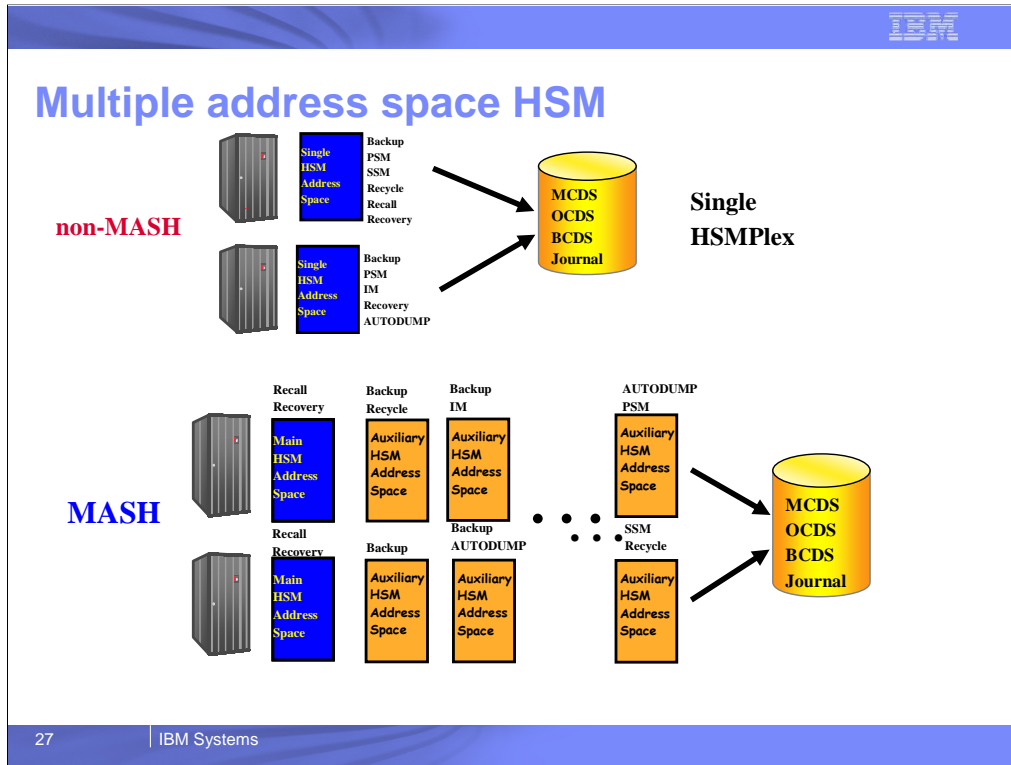 IBM
Multiple address space HSM
non-MASH
Single
HSM
Address
Space
Backup
PSM
SSM
Recycle
Recall
Recovery
Single
HSM
Address
Space
Backup
PSM
IM
Recovery
AUTODUMP
MCDS
OCDS
BCDS
Journal
Single
HSMPlex
MASH
Recall
Recovery
Main
HSM
Address
Space
Backup
Recycle
Auxiliary
HSM
Address
Space
Backup
IM
Auxiliary
HSM
Address
Space
AUTODUMP
PSM
Auxiliary
HSM
Address
Space
Recall
Recovery
Main
HSM
Address
Space
Backup
Auxiliary
HSM
Address
Space
Backup
AUTODUMP
Auxiliary
HSM
Address
Space
SSM
Recycle
Auxiliary
HSM
Address
Space
MCDS
OCDS
BCDS
Journal
27
IBM Systems